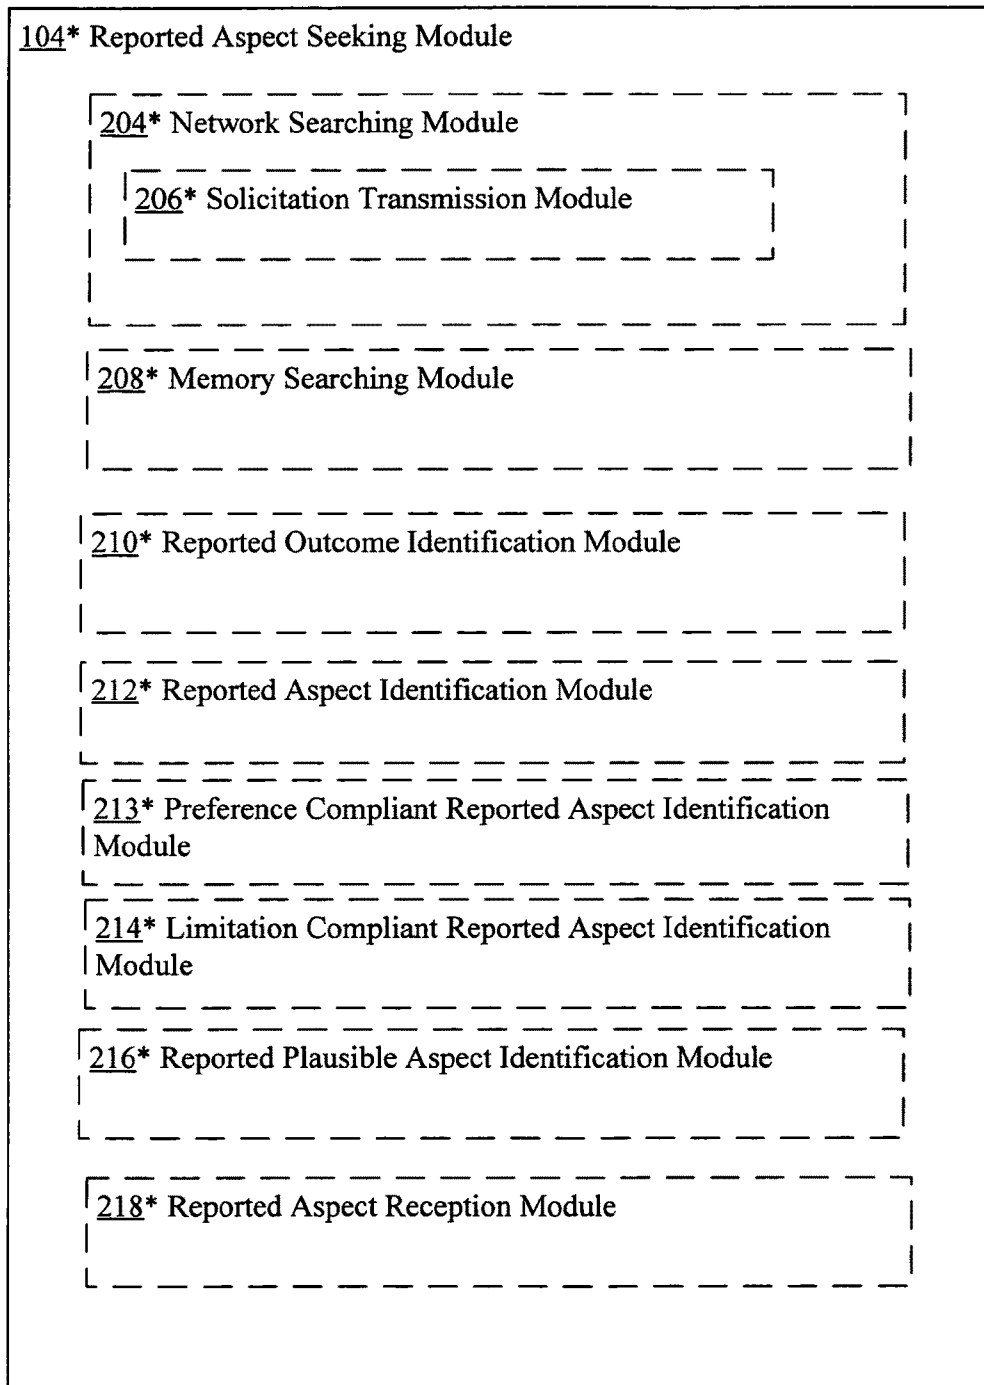 104* Reported Aspect Seeking Module
204* Network Searching Module
206* Solicitation Transmission Module
208* Memory Searching Module
210* Reported Outcome Identification Module
212* Reported Aspect Identification Module
213* Preference Compliant Reported Aspect Identification
Module
214* Limitation Compliant Reported Aspect Identification
Module
216* Reported Plausible Aspect Identification Module
218* Reported Aspect Reception Module